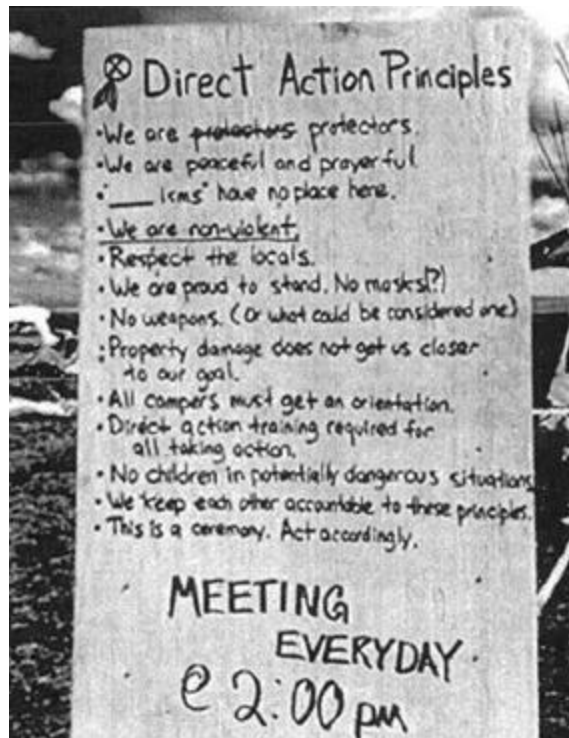 Direct Action Principles
• We are protectors protectors.
• We are peaceful and prayerful
• "___ isms" have no place here.
• We are non-violent.
• Respect the locals.
• We are proud to stand. No masks(?)
• No weapons. (Or what could be considered one)
• Property damage does not get us closer
to our goal.
• All campers must get an orientation.
• Direct action training required for
all taking action.
• No children in potentially dangerous situations
• We keep each other accountable to these principles.
• This is a ceremony. Act accordingly.
MEETING
EVERYDAY
@ 2:00 pm